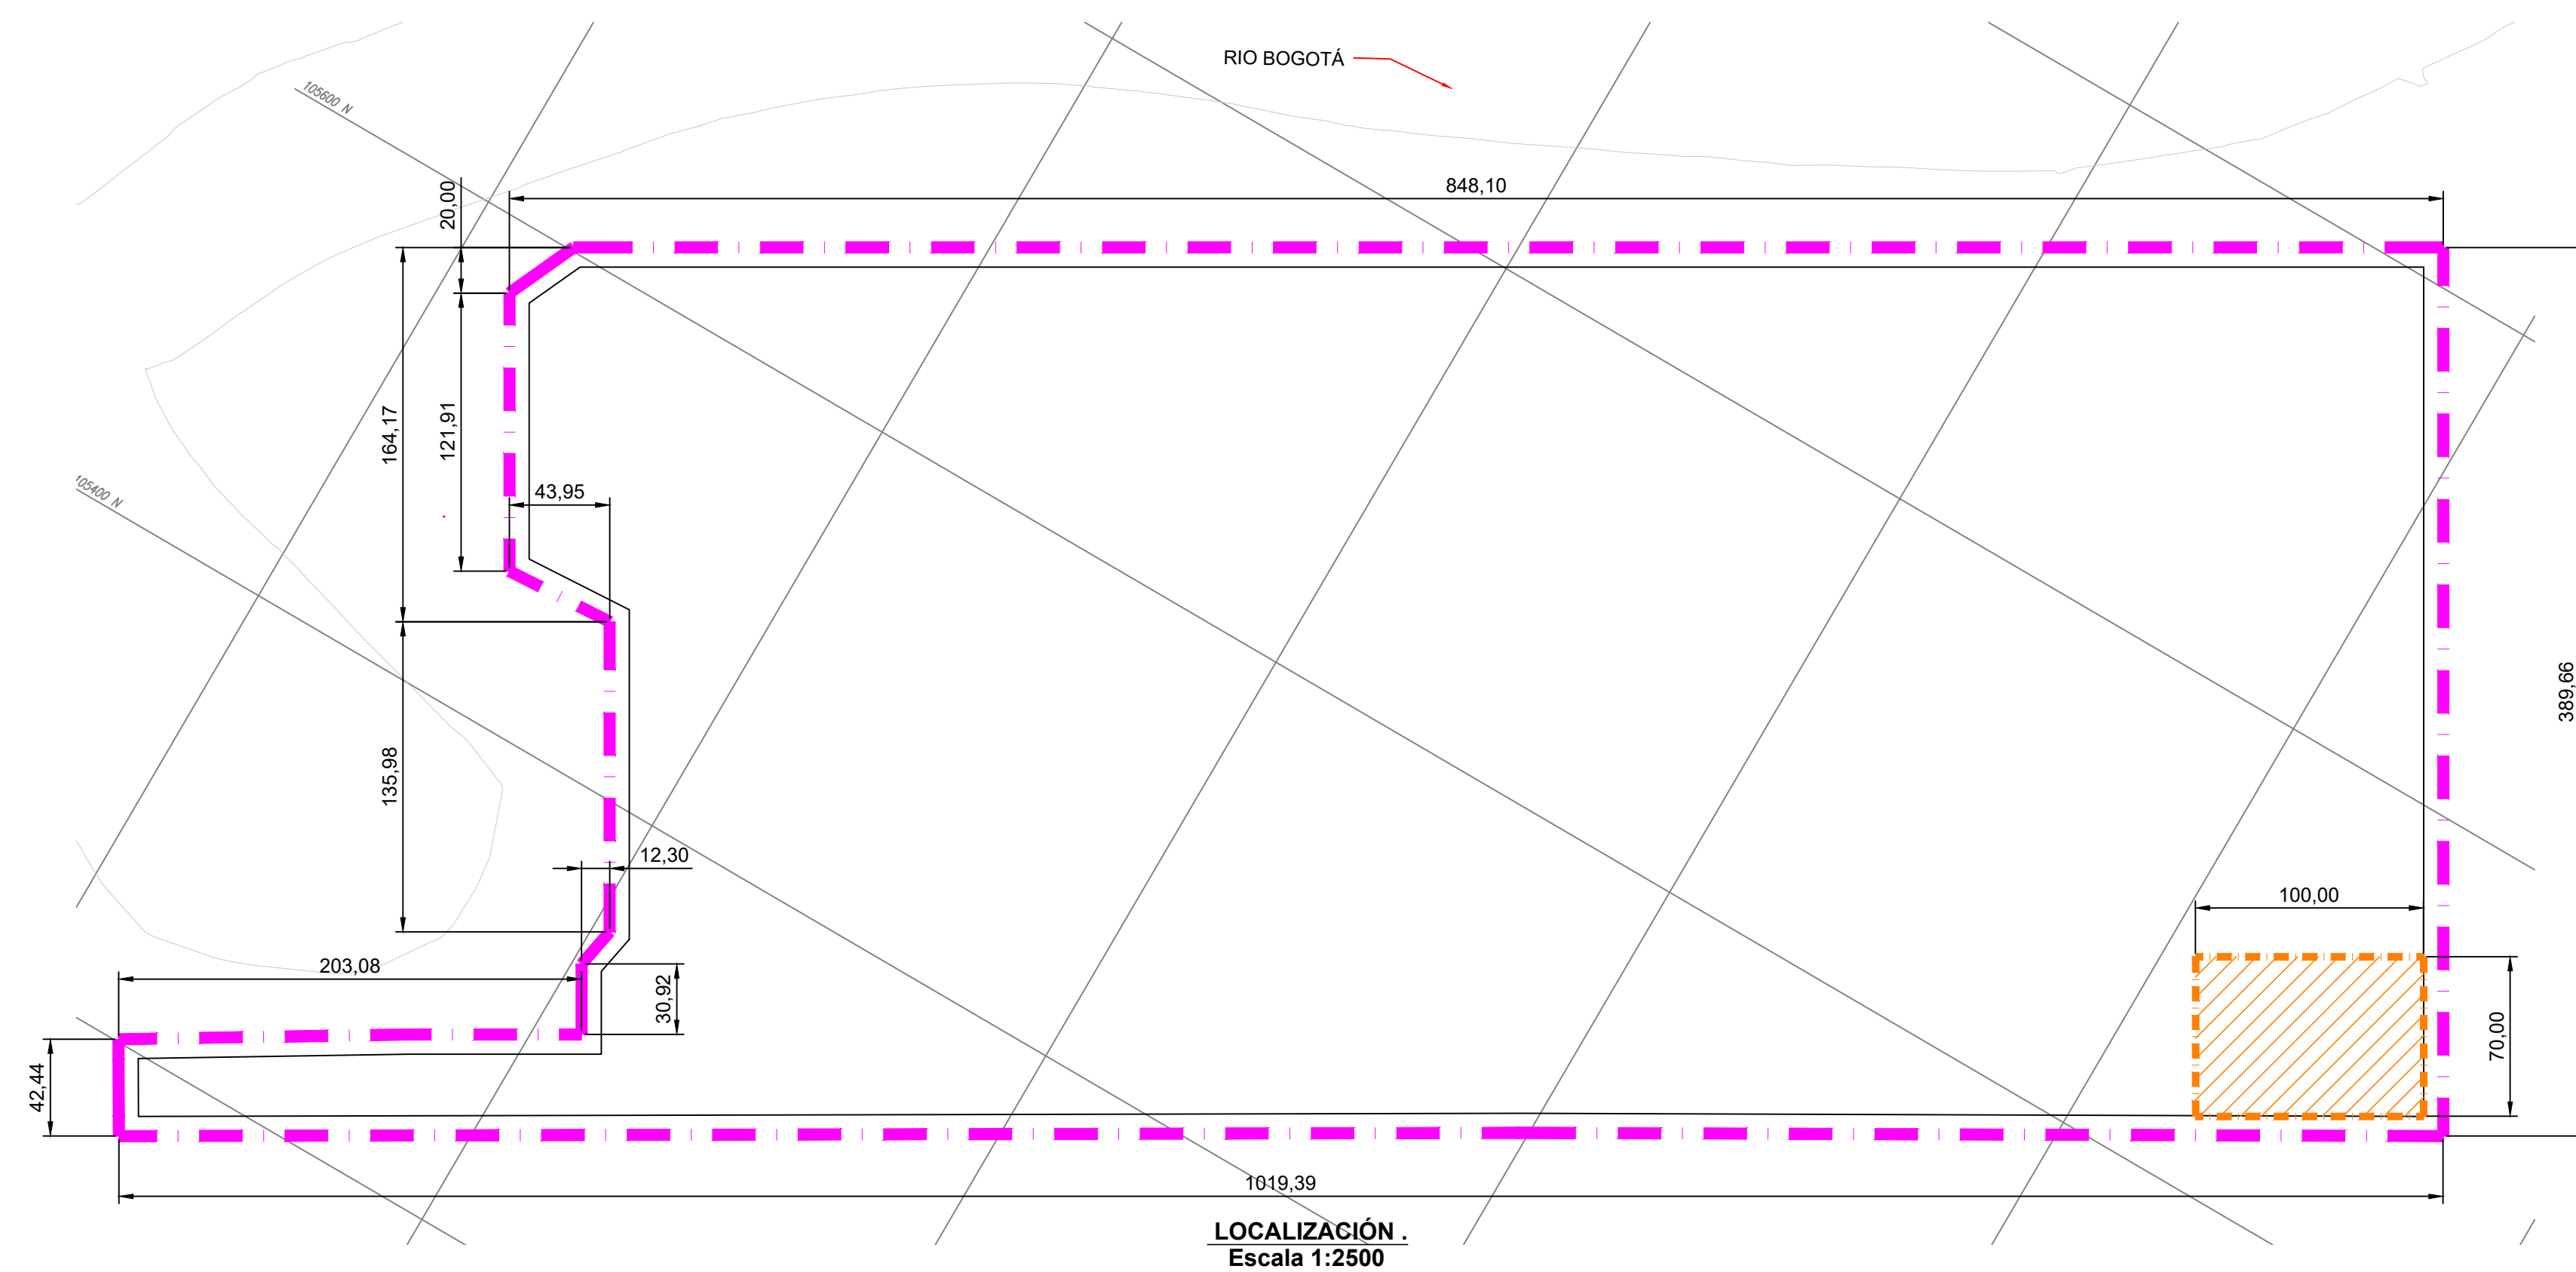 RIO BOGOTÁ
105600 N
848,10
20,00
164,17
121,91
43,95
105400 N
389,66
135,98
12,30
100,00
203,08
30,92
70,00
42,44
1019,39
LOCALIZACIÓN .
Escala 1:2500